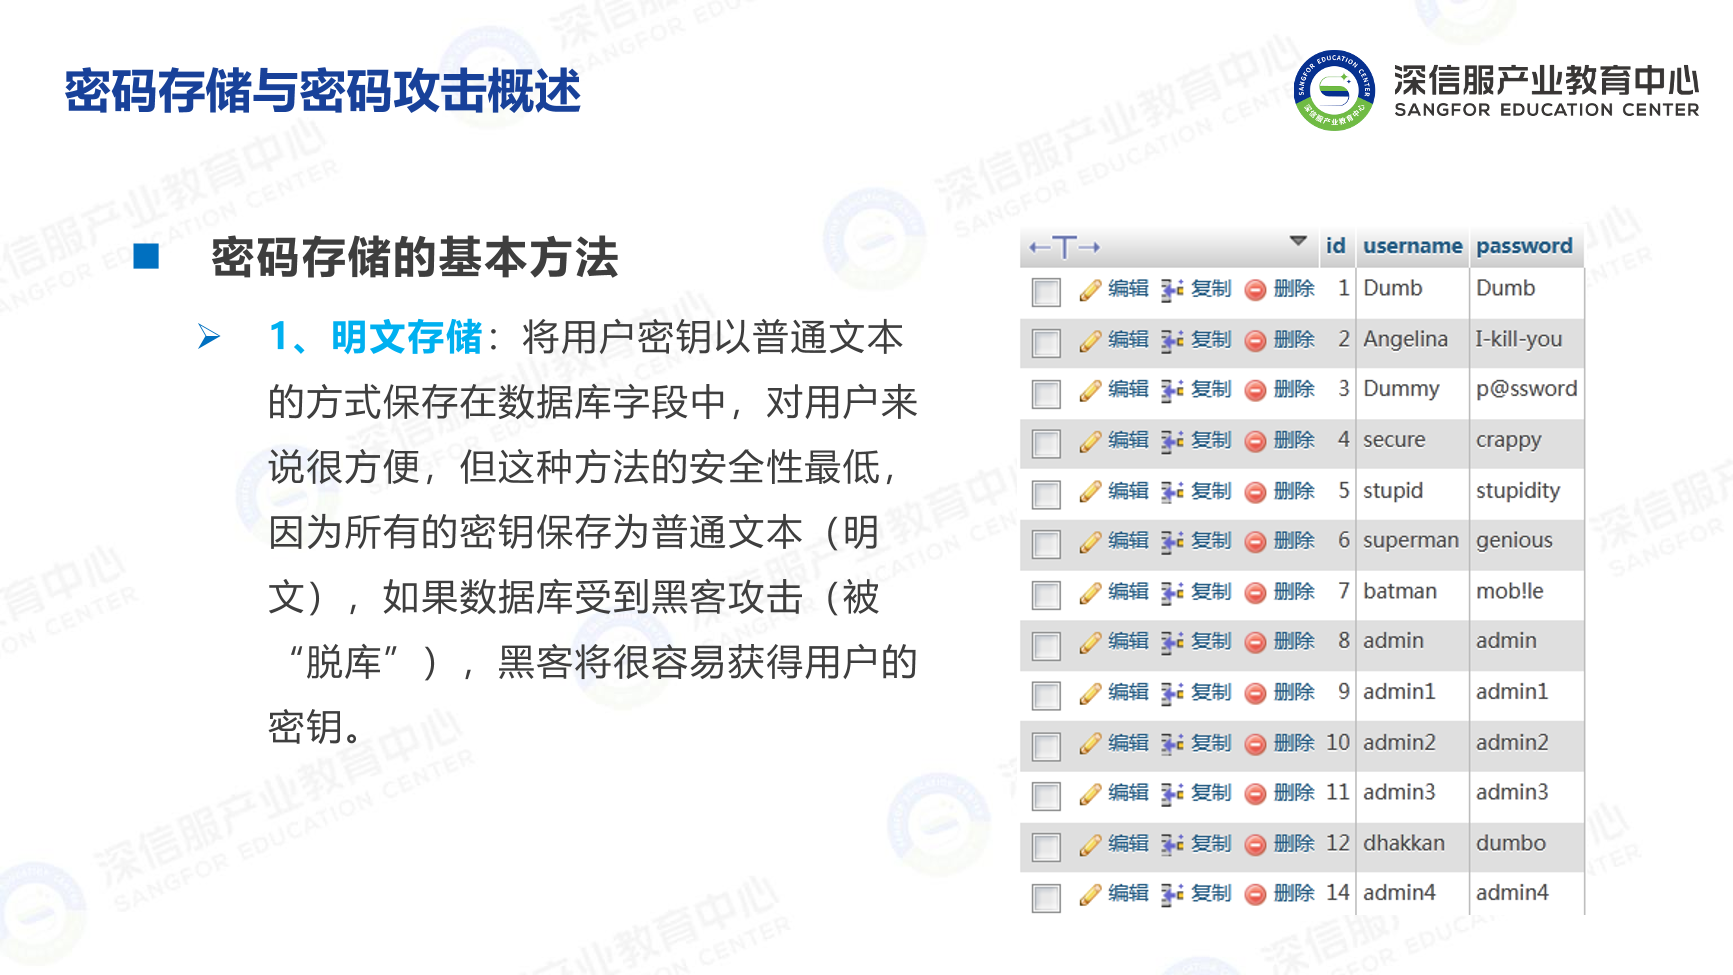 密码存储与密码攻击概述
深信服产业教育中心
SANGFOR EDUCATION CENTER
密码存储的基本方法
1、明文存储：将用户密钥以普通文本
的方式保存在数据库字段中，对用户来
说很方便，但这种方法的安全性最低，
因为所有的密钥保存为普通文本（明
文），如果数据库受到黑客攻击（被
“脱库”），黑客将很容易获得用户的
密钥。
id username password
编辑 复制 删除 1 Dumb Dumb
编辑 复制 删除 2 Angelina I-kill-you
编辑 复制 删除 3 Dummy p@ssword
编辑 复制 删除 4 secure crappy
编辑 复制 删除 5 stupid stupidity
编辑 复制 删除 6 superman genious
编辑 复制 删除 7 batman mob!le
编辑 复制 删除 8 admin admin
编辑 复制 删除 9 admin1 admin1
编辑 复制 删除 10 admin2 admin2
编辑 复制 删除 11 admin3 admin3
编辑 复制 删除 12 dhakkan dumbo
编辑 复制 删除 14 admin4 admin4